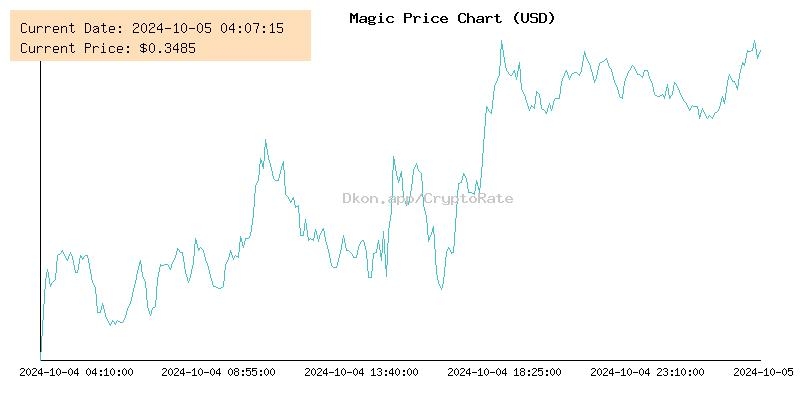 Magic Price Chart (USD)
Current Date: 2024-10-05 04:07:15
Current Price: $0.3485
Dkon.app/CryptoRate
2024-10-04 04:10:00 2024-10-04 08:55:00 2024-10-04 13:40:00 2024-10-04 18:25:00 2024-10-04 23:10:00 2024-10-05